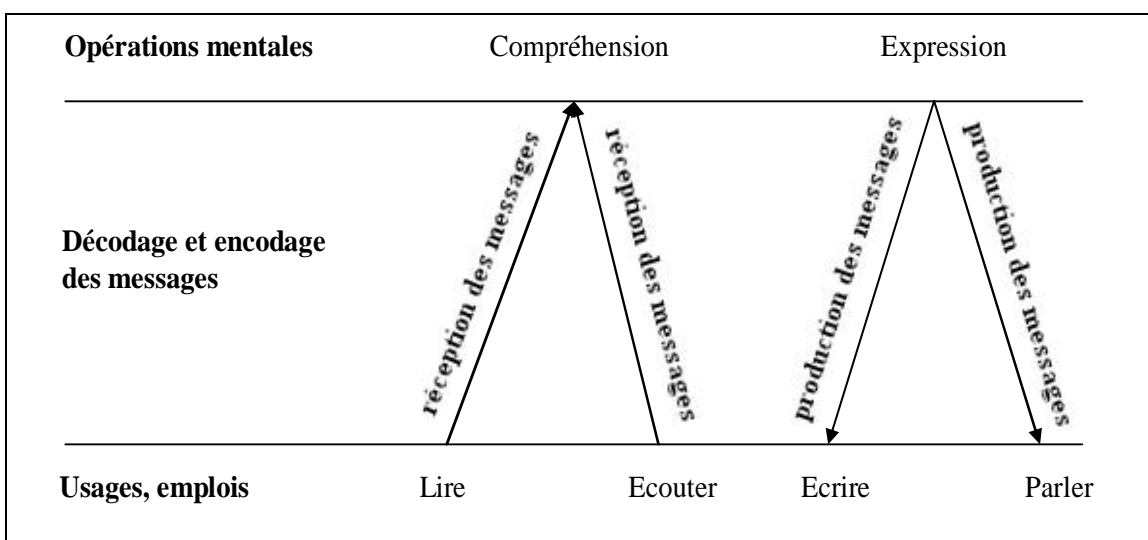 Opérations mentales Compréhension Expression
réception des messages
réception des messages
production des messages
production des messages
Décodage et encodage
des messages
Usages, emplois Lire Ecouter Ecrire Parler